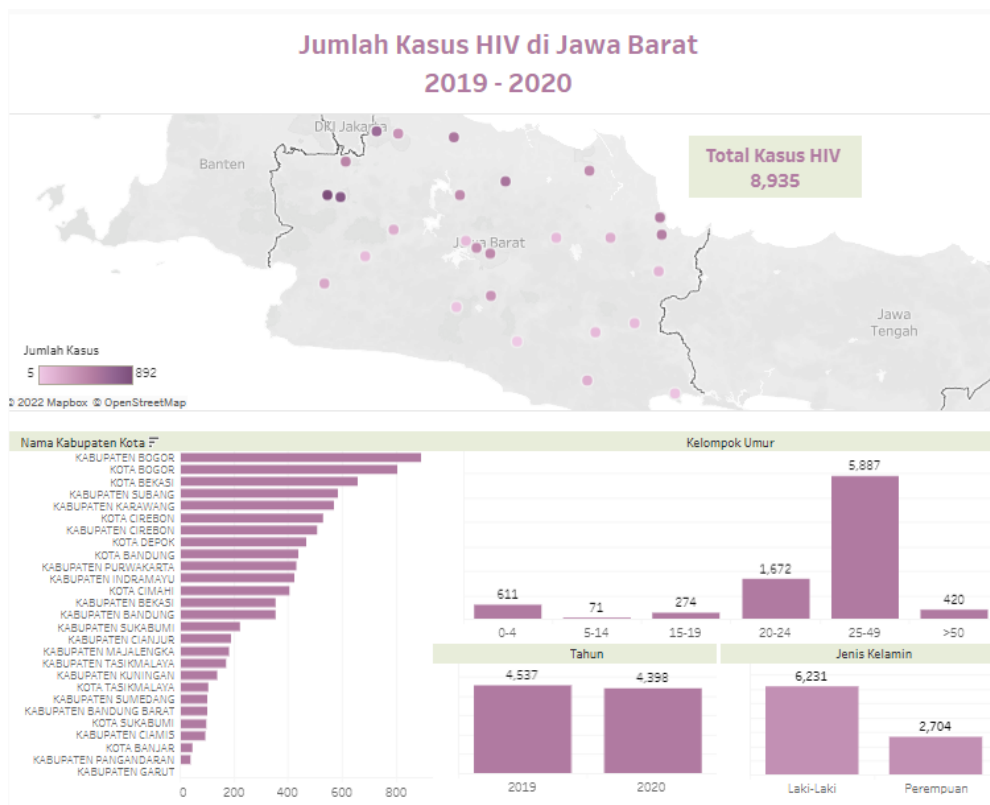 Jumlah Kasus HIV di Jawa Barat
2019 - 2020
DKI Jakarta
Banten
Total Kasus HIV
8,935
Jawa Barat
Jawa
Tengah
Jumlah Kasus
5
892
© 2022 Mapbox © OpenStreetMap
Nama Kabupaten Kota
KABUPATEN BOGOR
KOTA BOGOR
KOTA BEKASI
KABUPATEN SUBANG
KABUPATEN KARAWANG
KOTA CIREBON
KABUPATEN CIREBON
KOTA DEPOK
KOTA BANDUNG
KABUPATEN PURWAKARTA
KABUPATEN INDRAMAYU
KOTA CIMAHI
KABUPATEN BEKASI
KABUPATEN BANDUNG
KABUPATEN SUKABUMI
KABUPATEN CIANJUR
KABUPATEN MAJALENGKA
KABUPATEN TASIKMALAYA
KABUPATEN KUNINGAN
KOTA TASIKMALAYA
KABUPATEN SUMEDANG
KABUPATEN BANDUNG BARAT
KOTA SUKABUMI
KABUPATEN CIAMIS
KOTA BANJAR
KABUPATEN PANGANDARAN
KABUPATEN GARUT
0 200 400 600 800
Kelompok Umur
611 71 274 1,672 5,887 420
0-4 5-14 15-19 20-24 25-49 >50
Tahun
4,537 4,398
2019 2020
Jenis Kelamin
6,231 2,704
Laki-Laki Perempuan